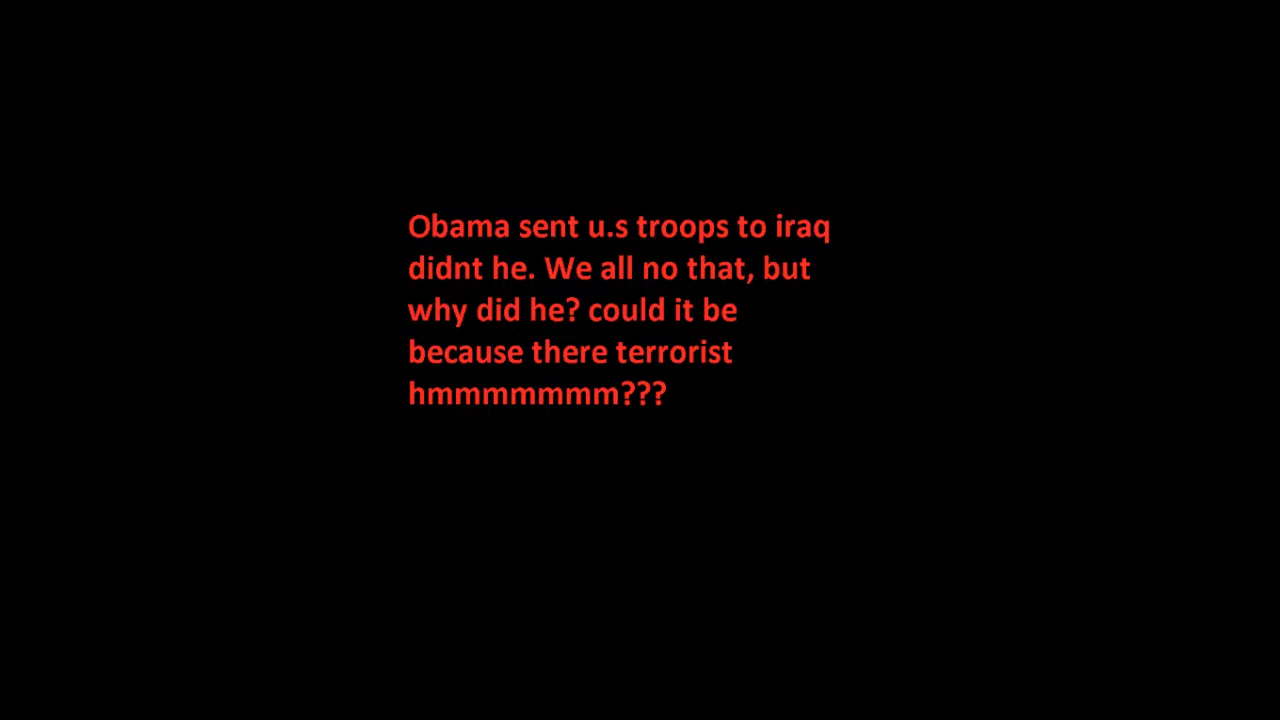 Obama sent u.s troops to iraq
didnt he. We all no that, but
why did he? could it be
because there terrorist
hmmmmmmm???